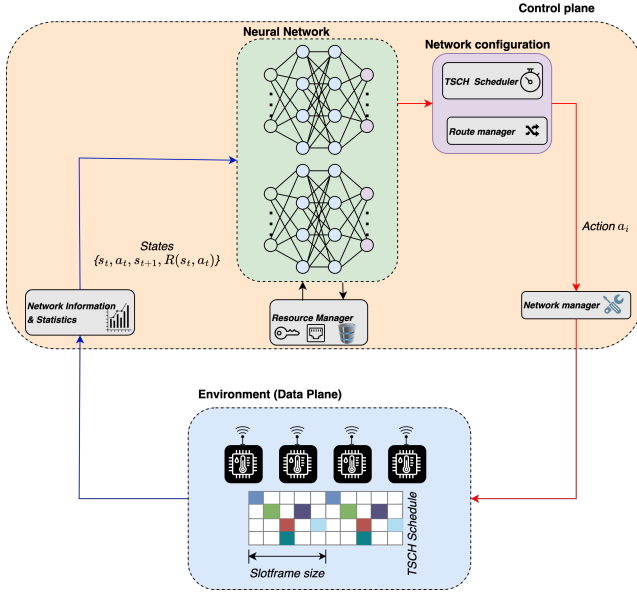 Control plane
Neural Network
Network configuration
TSCH Scheduler
Route manager
States
{s_t, a_t, s_{t+1}, R(s_t, a_t)}
Action a_i
Network Information
& Statistics
Resource Manager
Network manager
Environment (Data Plane)
TSCH Schedule
Slotframe size